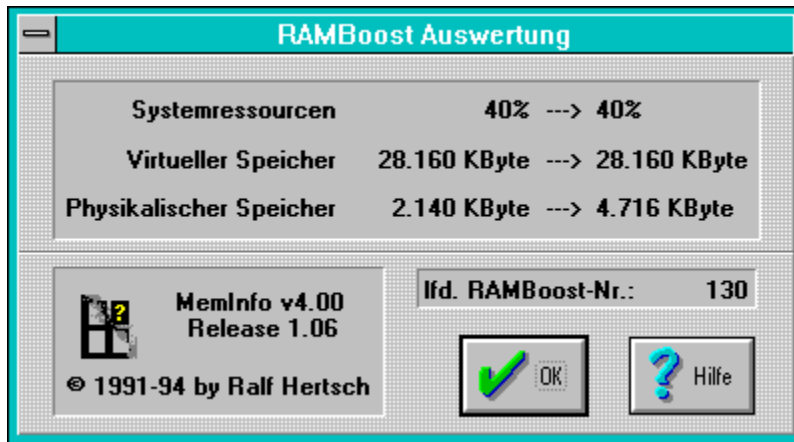 RAMBoost Auswertung
Systemressourcen 40% ---> 40%
Virtueller Speicher 28.160 KByte ---> 28.160 KByte
Physikalischer Speicher 2.140 KByte ---> 4.716 KByte
lfd. RAMBoost-Nr.: 130
MemInfo v4.00
Release 1.06
© 1991-94 by Ralf Hertsch
OK
Hilfe